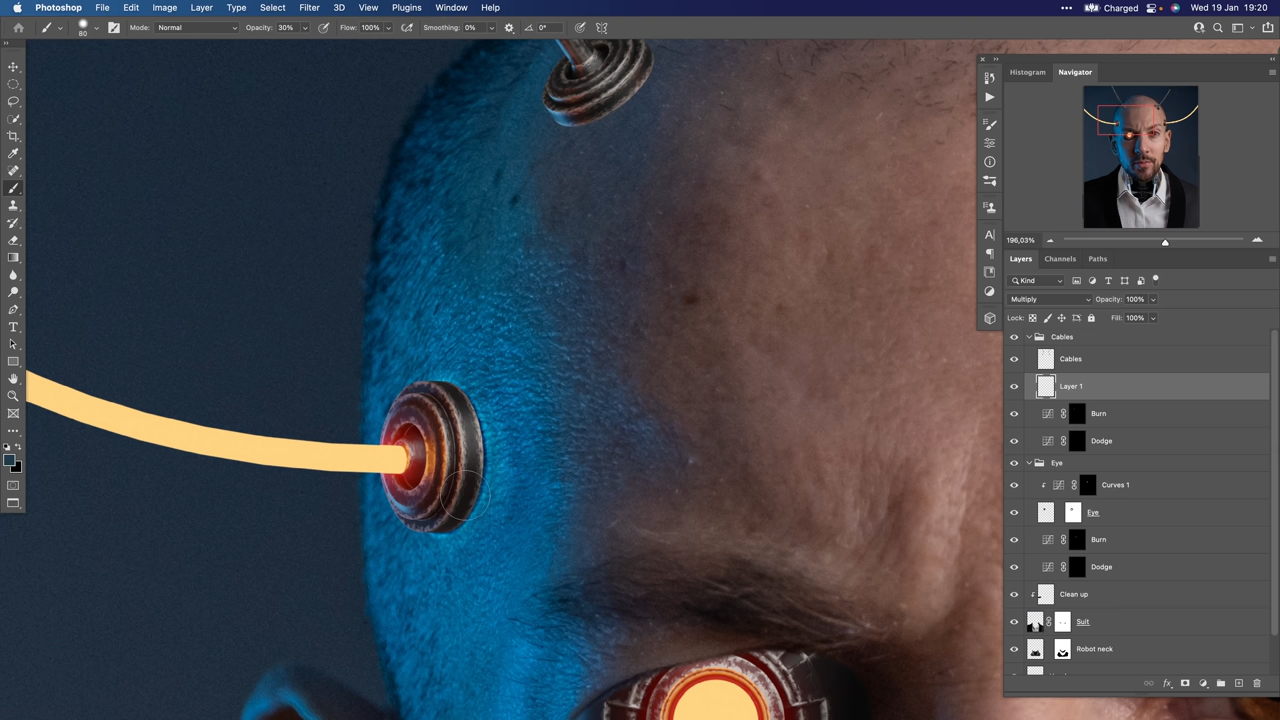 Photoshop File Edit Image Layer Type Select Filter 3D View Plugins Window Help Charged Wed 19 Jan 19:20
80 Mode: Normal Opacity: 30% Flow: 100% Smoothing: 0% 0°
Histogram Navigator
196,03%
Layers Channels Paths
Kind
Multiply Opacity: 100%
Lock: Fill: 100%
Cables
Cables
Layer 1
Burn
Dodge
Eye
Curves 1
Eye
Burn
Dodge
Clean up
Suit
Robot neck